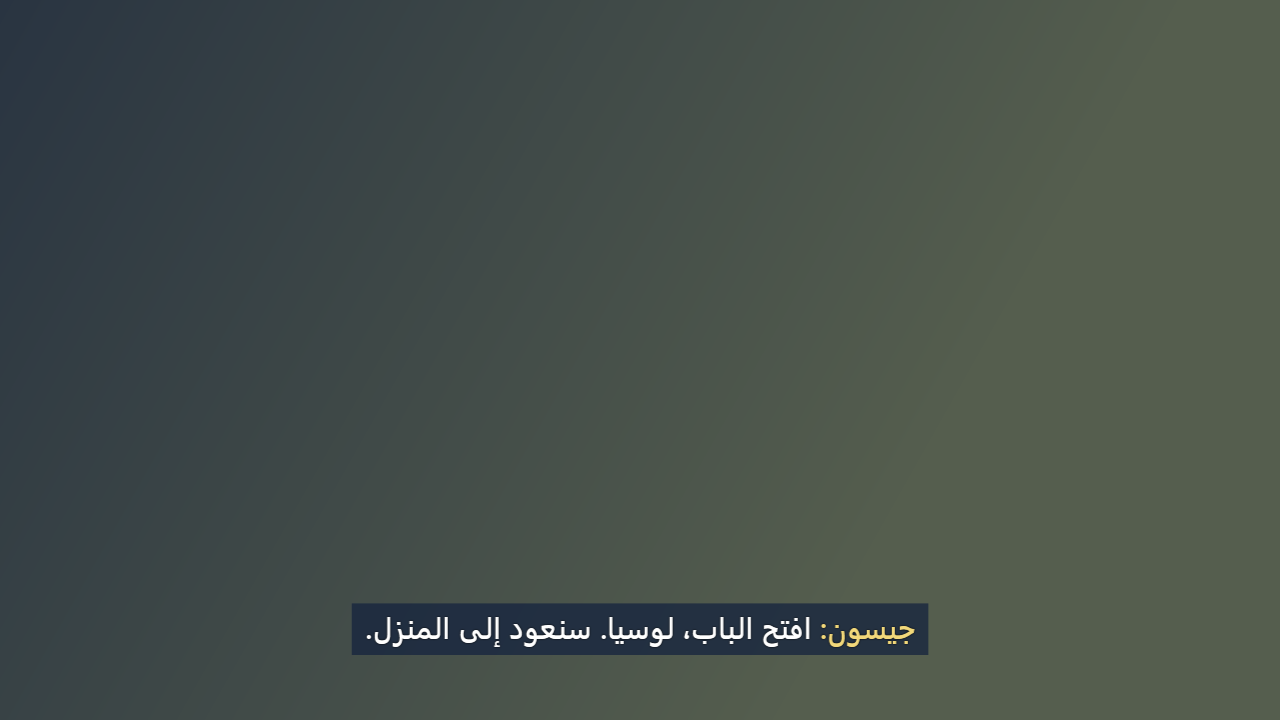 جيسون: افتح الباب، لوسيا. سنعود إلى المنزل.